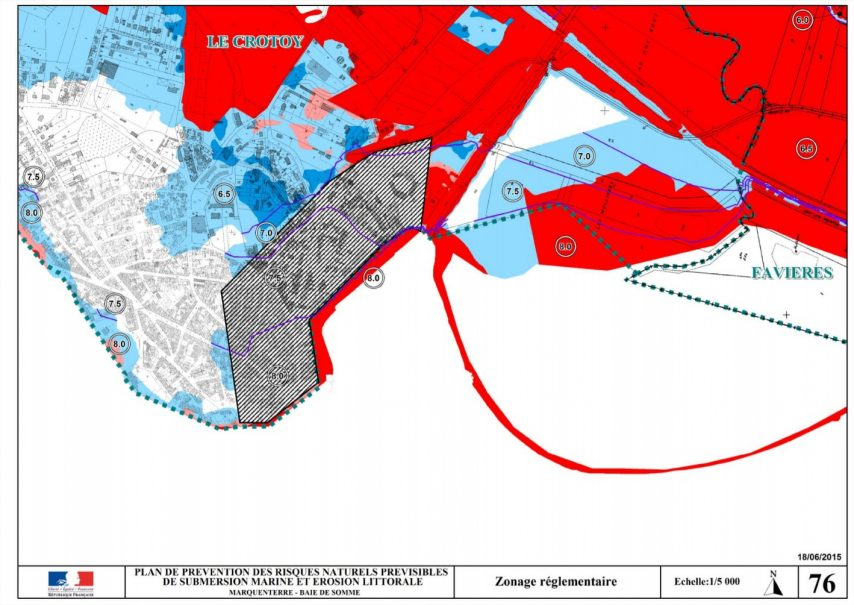 6.0
LE CROTOY
6.5
7.0
7.5
7.5
6.5
8.0
7.0
8.0
FAVIERES
7.5
8.0
7.5
8.0
8.0
18/06/2015
Liberté • Égalité • Fraternité
RÉPUBLIQUE FRANÇAISE
PLAN DE PREVENTION DES RISQUES NATURELS PREVISIBLES
DE SUBMERSION MARINE ET EROSION LITTORALE
MARQUENTERRE - BAIE DE SOMME
Zonage réglementaire
Echelle:1/5 000
N
76